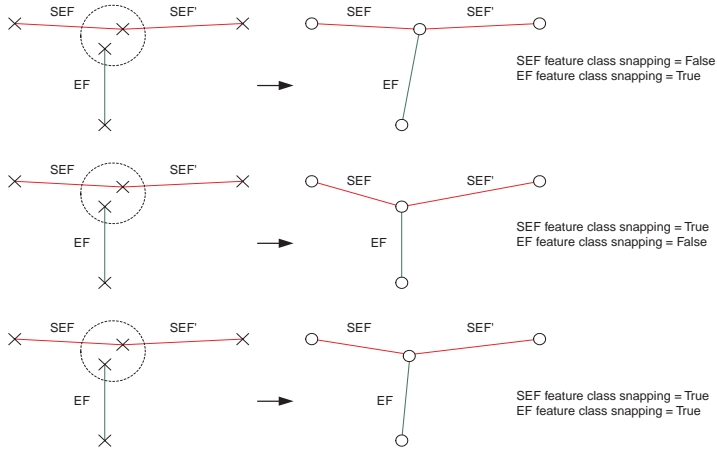 SEF SEF' SEF SEF'
SEF feature class snapping = False
EF feature class snapping = True
EF EF
SEF SEF' SEF SEF'
SEF feature class snapping = True
EF feature class snapping = False
EF EF
SEF SEF' SEF SEF'
EF EF
SEF feature class snapping = True
EF feature class snapping = True